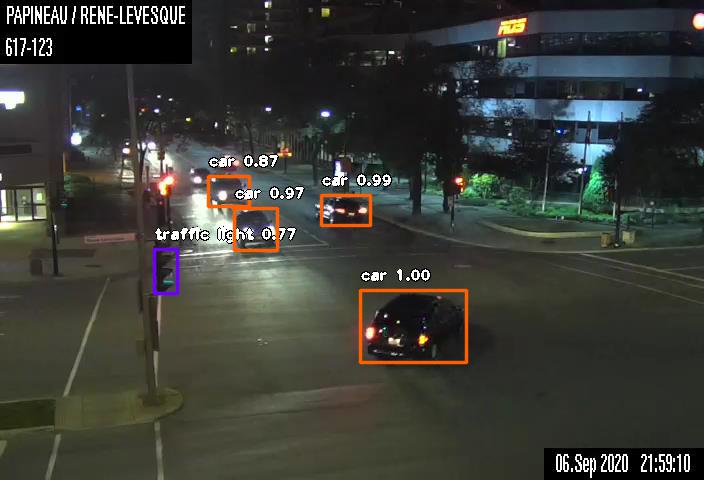 PAPINEAU / RENE-LEVESQUE
617-123
car 0.87
car 0.99
car 0.97
traffic light 0.77
car 1.00
06.Sep 2020 21:59:10